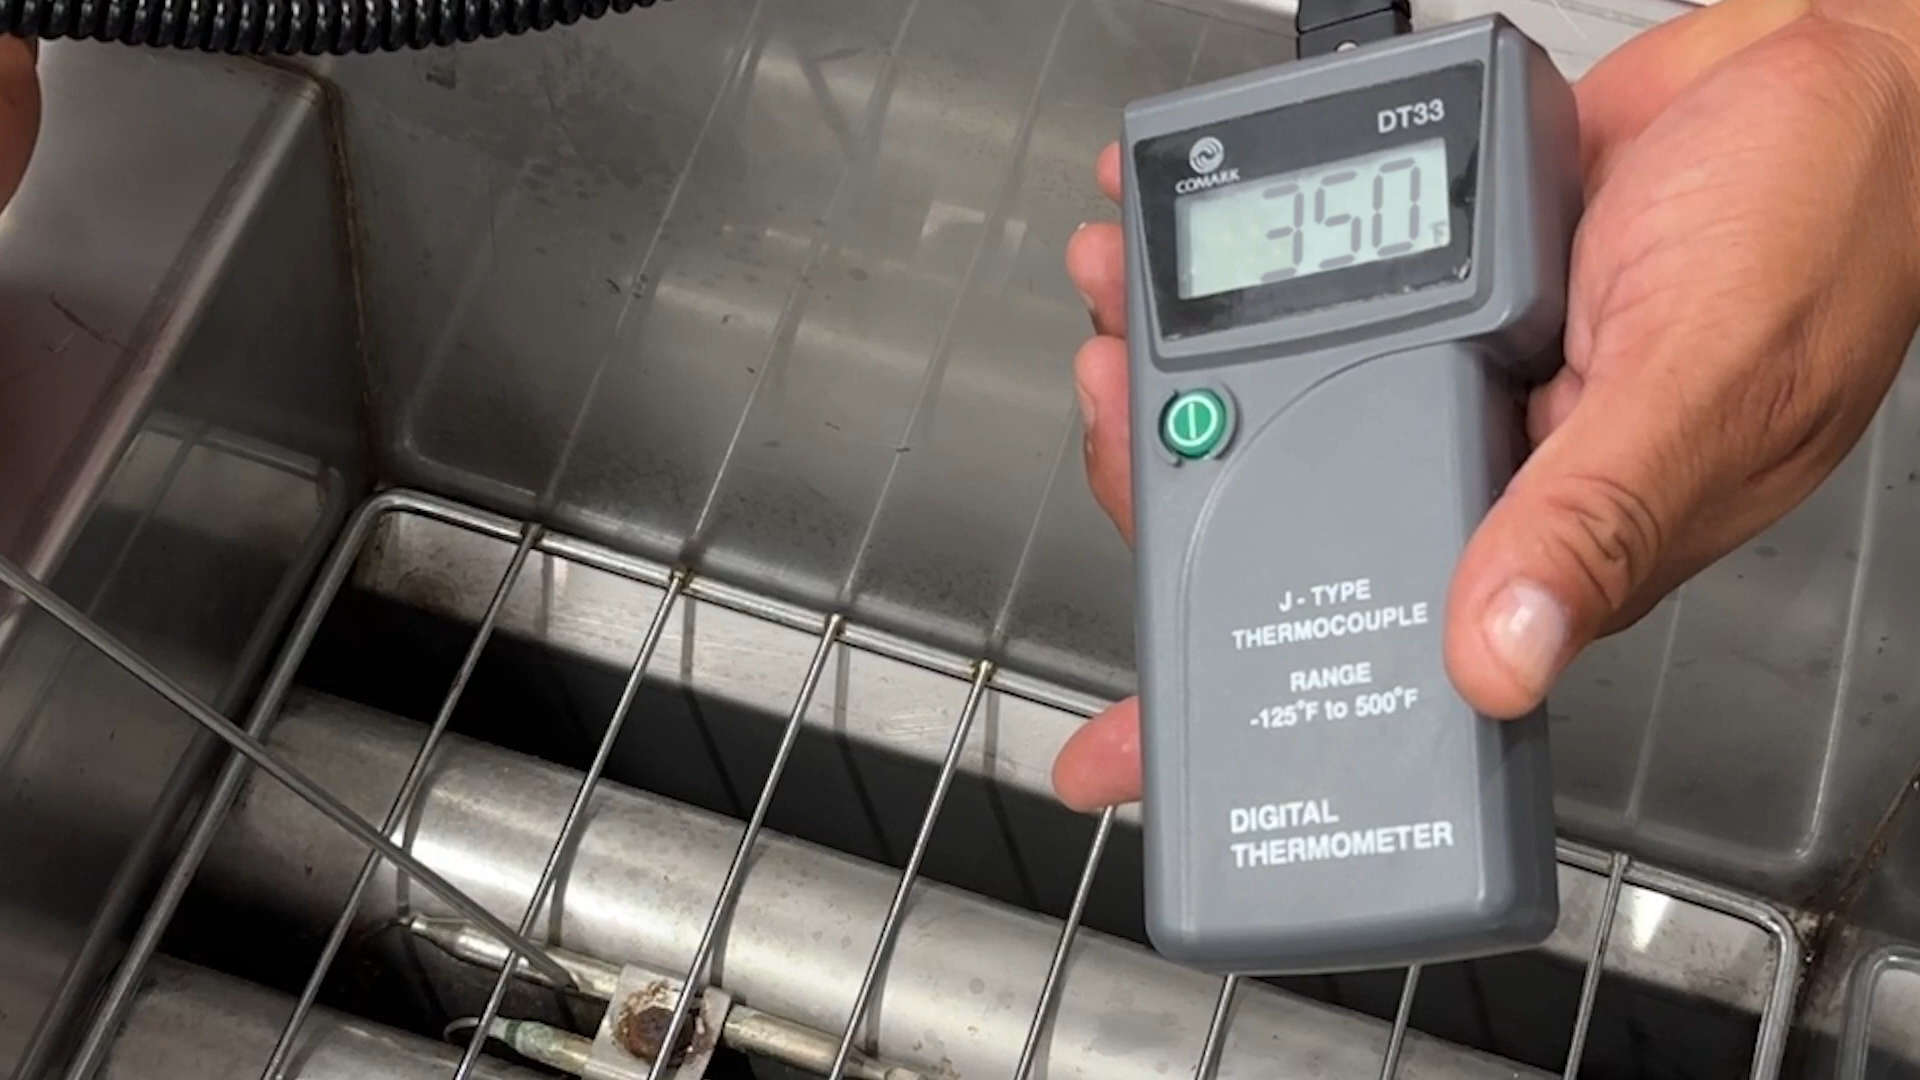 DT33
COMARK
350
°F
J - TYPE
THERMOCOUPLE
RANGE
-125°F to 500°F
DIGITAL
THERMOMETER